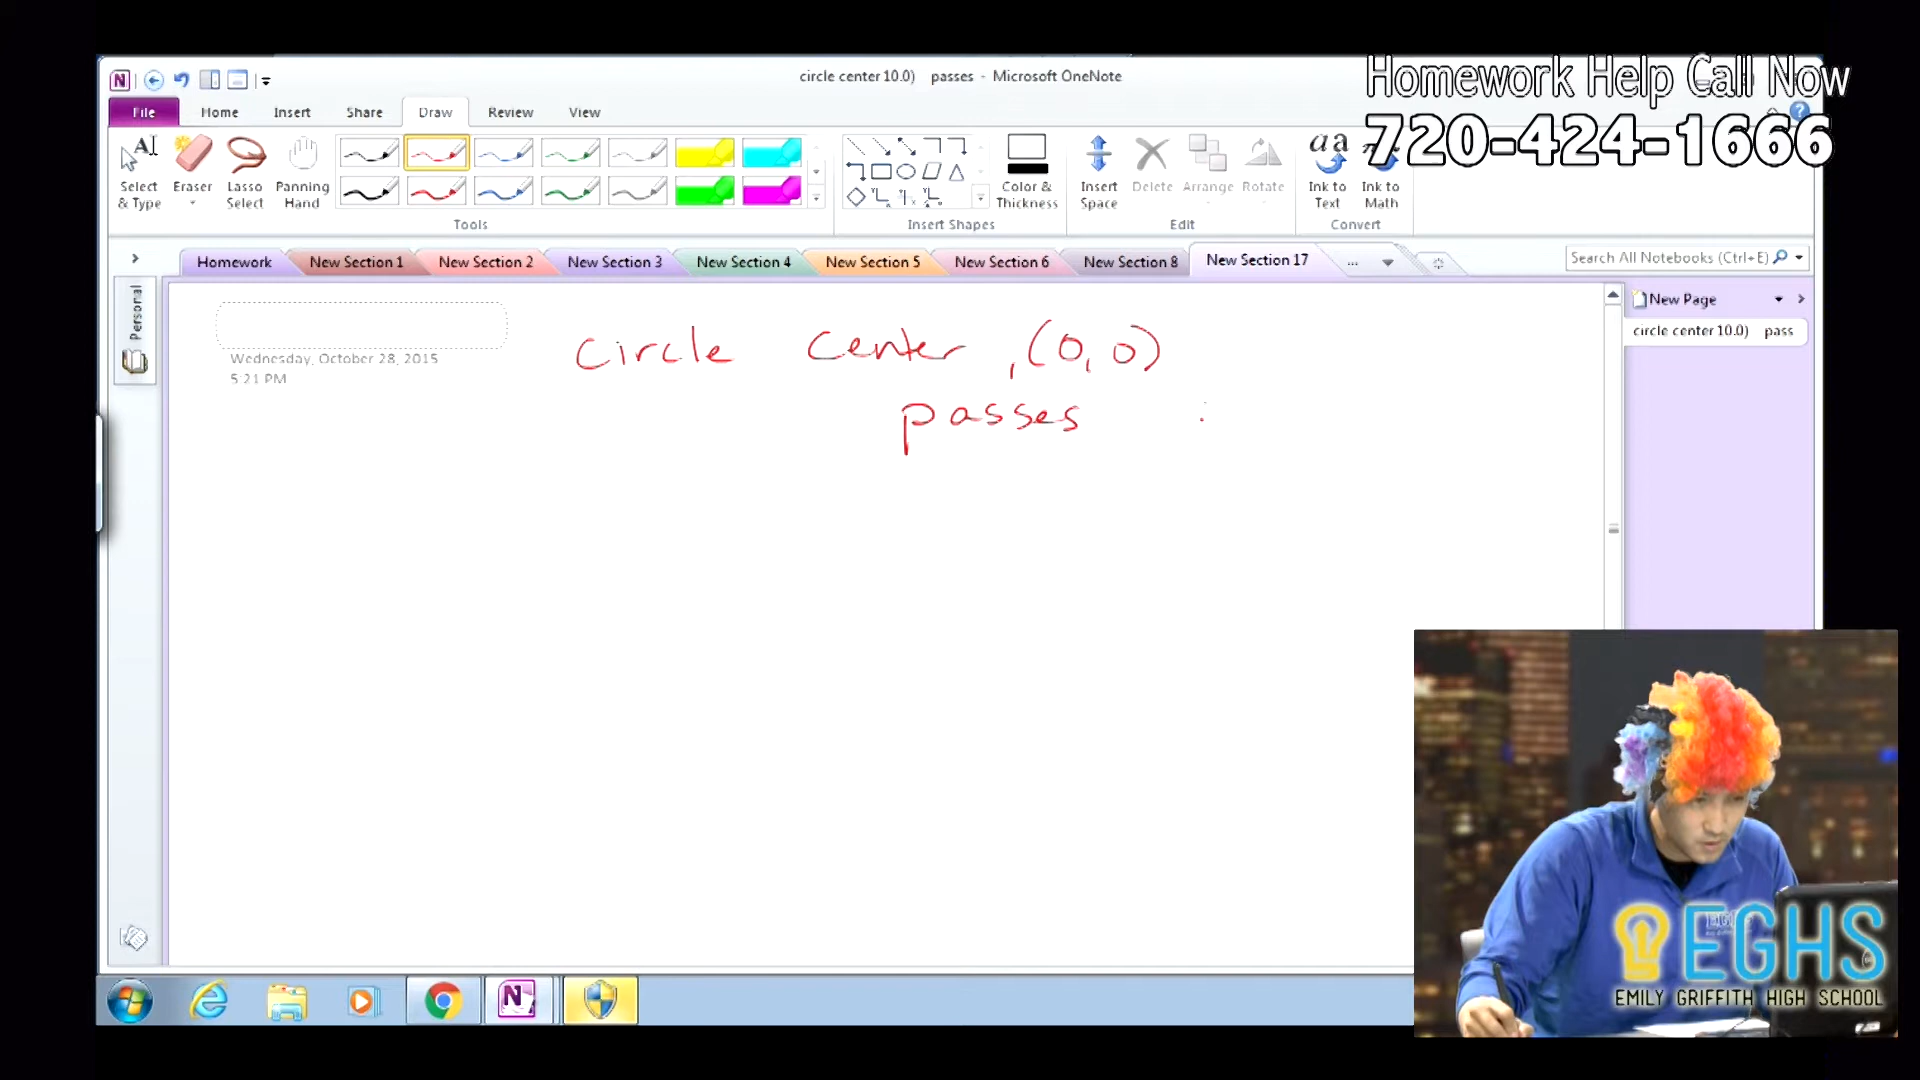 circle center 10.0) passes - Microsoft OneNote
Homework Help Call Now
720-424-1666
File Home Insert Share Draw Review View
Select & Type
Eraser
Lasso Select
Panning Hand
Color & Thickness
Insert Space
Delete
Arrange
Rotate
Ink to Text
Ink to Math
Tools
Insert Shapes
Edit
Convert
Homework
New Section 1
New Section 2
New Section 3
New Section 4
New Section 5
New Section 6
New Section 8
New Section 17
...
Search All Notebooks (Ctrl+E)
Personal
New Page
circle center 10.0) pass
Wednesday, October 28, 2015
5:21 PM
circle center , (0, 0)
passes
EGHS
EMILY GRIFFITH HIGH SCHOOL